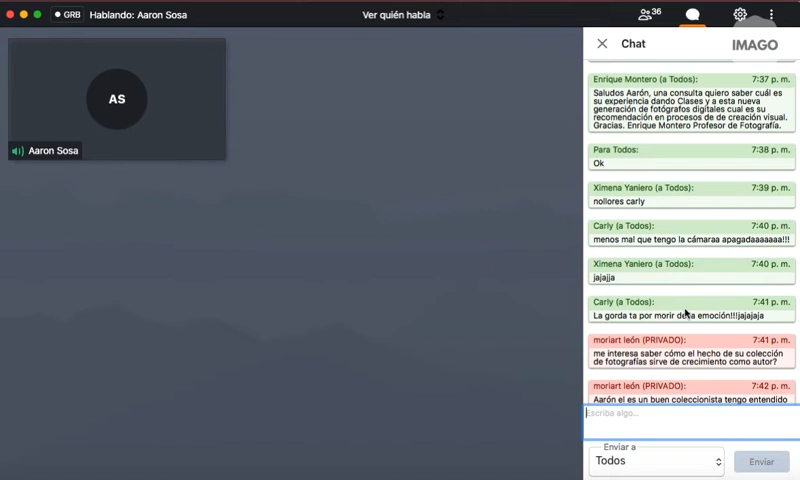 GRB
Hablando: Aaron Sosa
Ver quién habla
36
AS
Aaron Sosa
Chat
IMAGO
Enrique Montero (a Todos): 7:37 p. m.
Saludos Aarón, una consulta quiero saber cuál es
su experiencia dando Clases y a esta nueva
generación de fotógrafos digitales cual es su
recomendación en procesos de de creación visual.
Gracias. Enrique Montero Profesor de Fotografía.
Para Todos: 7:38 p. m.
Ok
Ximena Yaniero (a Todos): 7:39 p. m.
nollores carly
Carly (a Todos): 7:40 p. m.
menos mal que tengo la cámaraa apagadaaaaaaa!!!
Ximena Yaniero (a Todos): 7:40 p. m.
jajajja
Carly (a Todos): 7:41 p. m.
La gorda ta por morir de la emoción!!!jajajaja
moriart león (PRIVADO): 7:41 p. m.
me interesa saber cómo el hecho de su colección
de fotografías sirve de crecimiento como autor?
moriart león (PRIVADO): 7:42 p. m.
Aarón el es un buen coleccionista tengo entendido
Escriba algo...
Enviar a
Todos
Enviar